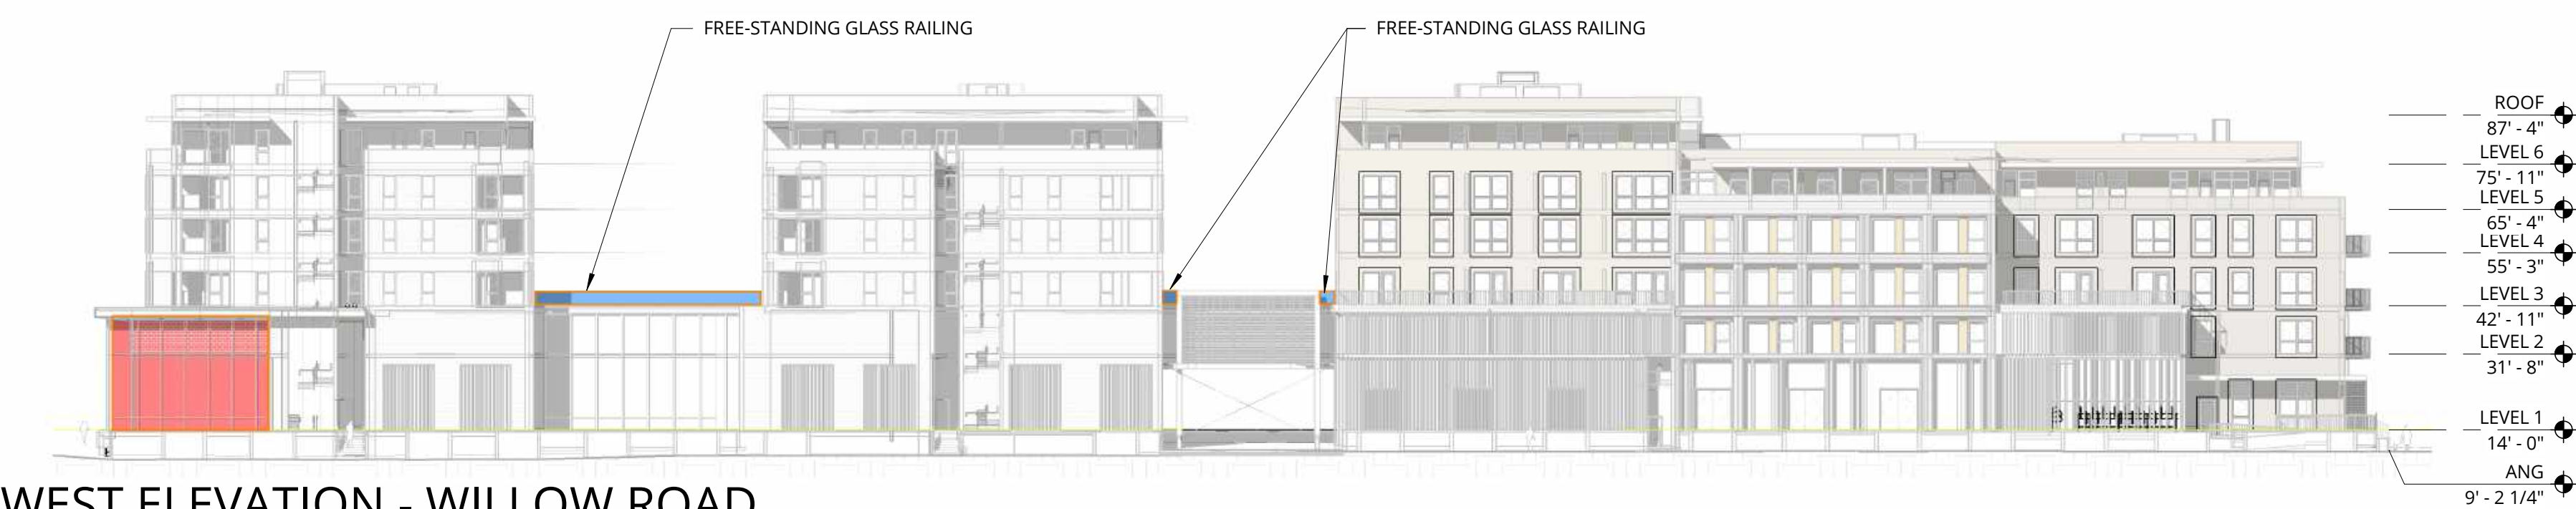 FREE-STANDING GLASS RAILING
FREE-STANDING GLASS RAILING
ROOF
87' - 4"
LEVEL 6
75' - 11"
LEVEL 5
65' - 4"
LEVEL 4
55' - 3"
LEVEL 3
42' - 11"
LEVEL 2
31' - 8"
LEVEL 1
14' - 0"
ANG
9' - 2 1/4"
WEST ELEVATION - WILLOW ROAD